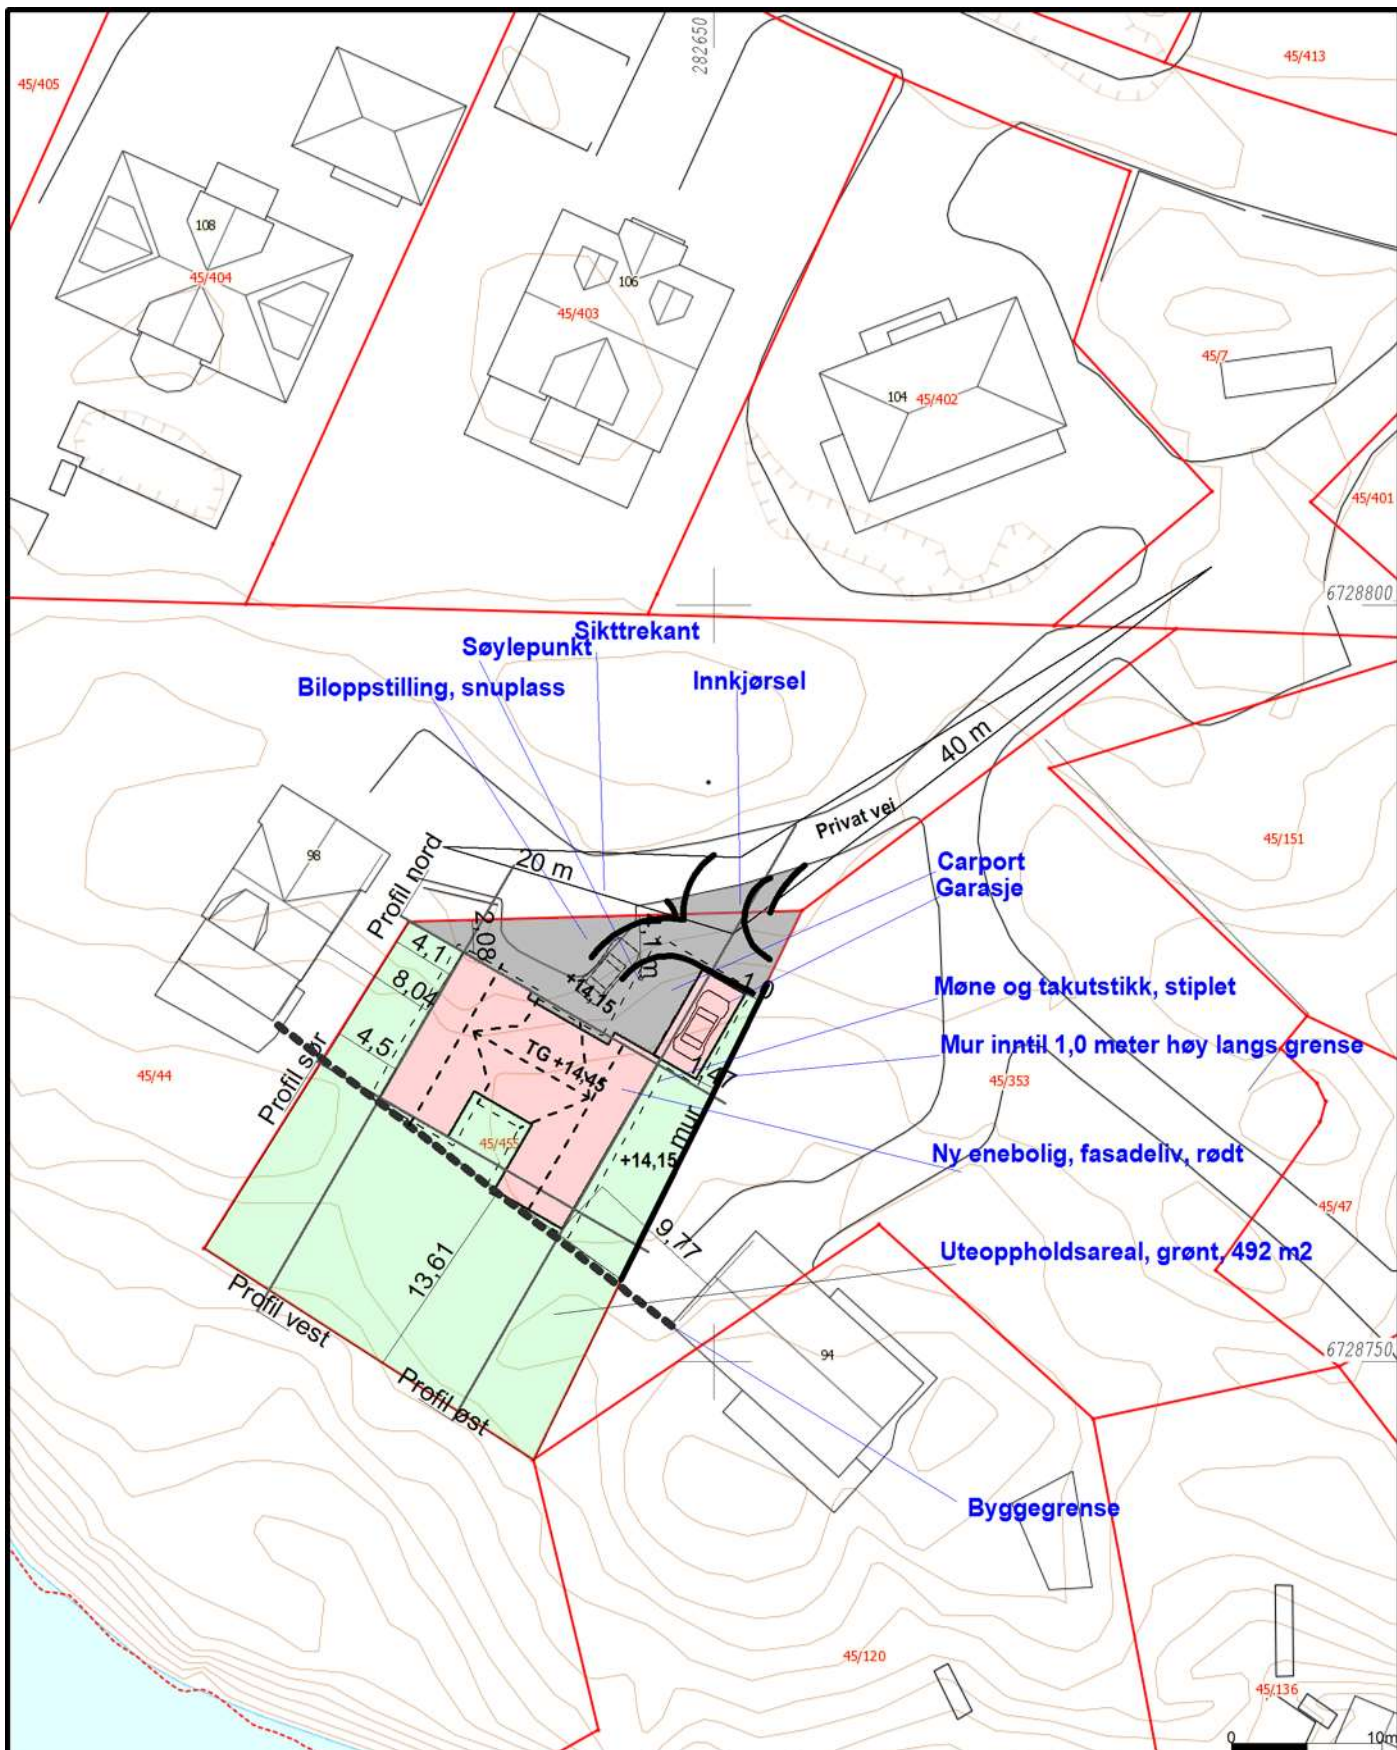 282650
45/405
45/413
108
45/404
106
45/403
45/7
104
45/402
45/401
6728800
Sikttrekant
Søylepunkt
Biloppstilling, snuplass
Innkjørsel
40 m
Privat vei
45/151
98
Profil nord
20 m
Carport
Garasje
2,08
4,1
8,04
+14,15
Møne og takutstikk, stiplet
4,5
TG +14,45
Mur inntil 1,0 meter høy langs grense
45/44
Profil sør
45/353
mur
45/455
+14,15
Ny enebolig, fasadeliv, rødt
45/47
9,77
Uteoppholdsareal, grønt, 492 m2
13,61
Profil vest
94
6728750
Profil øst
Byggegrense
45/120
45/136
0
10m